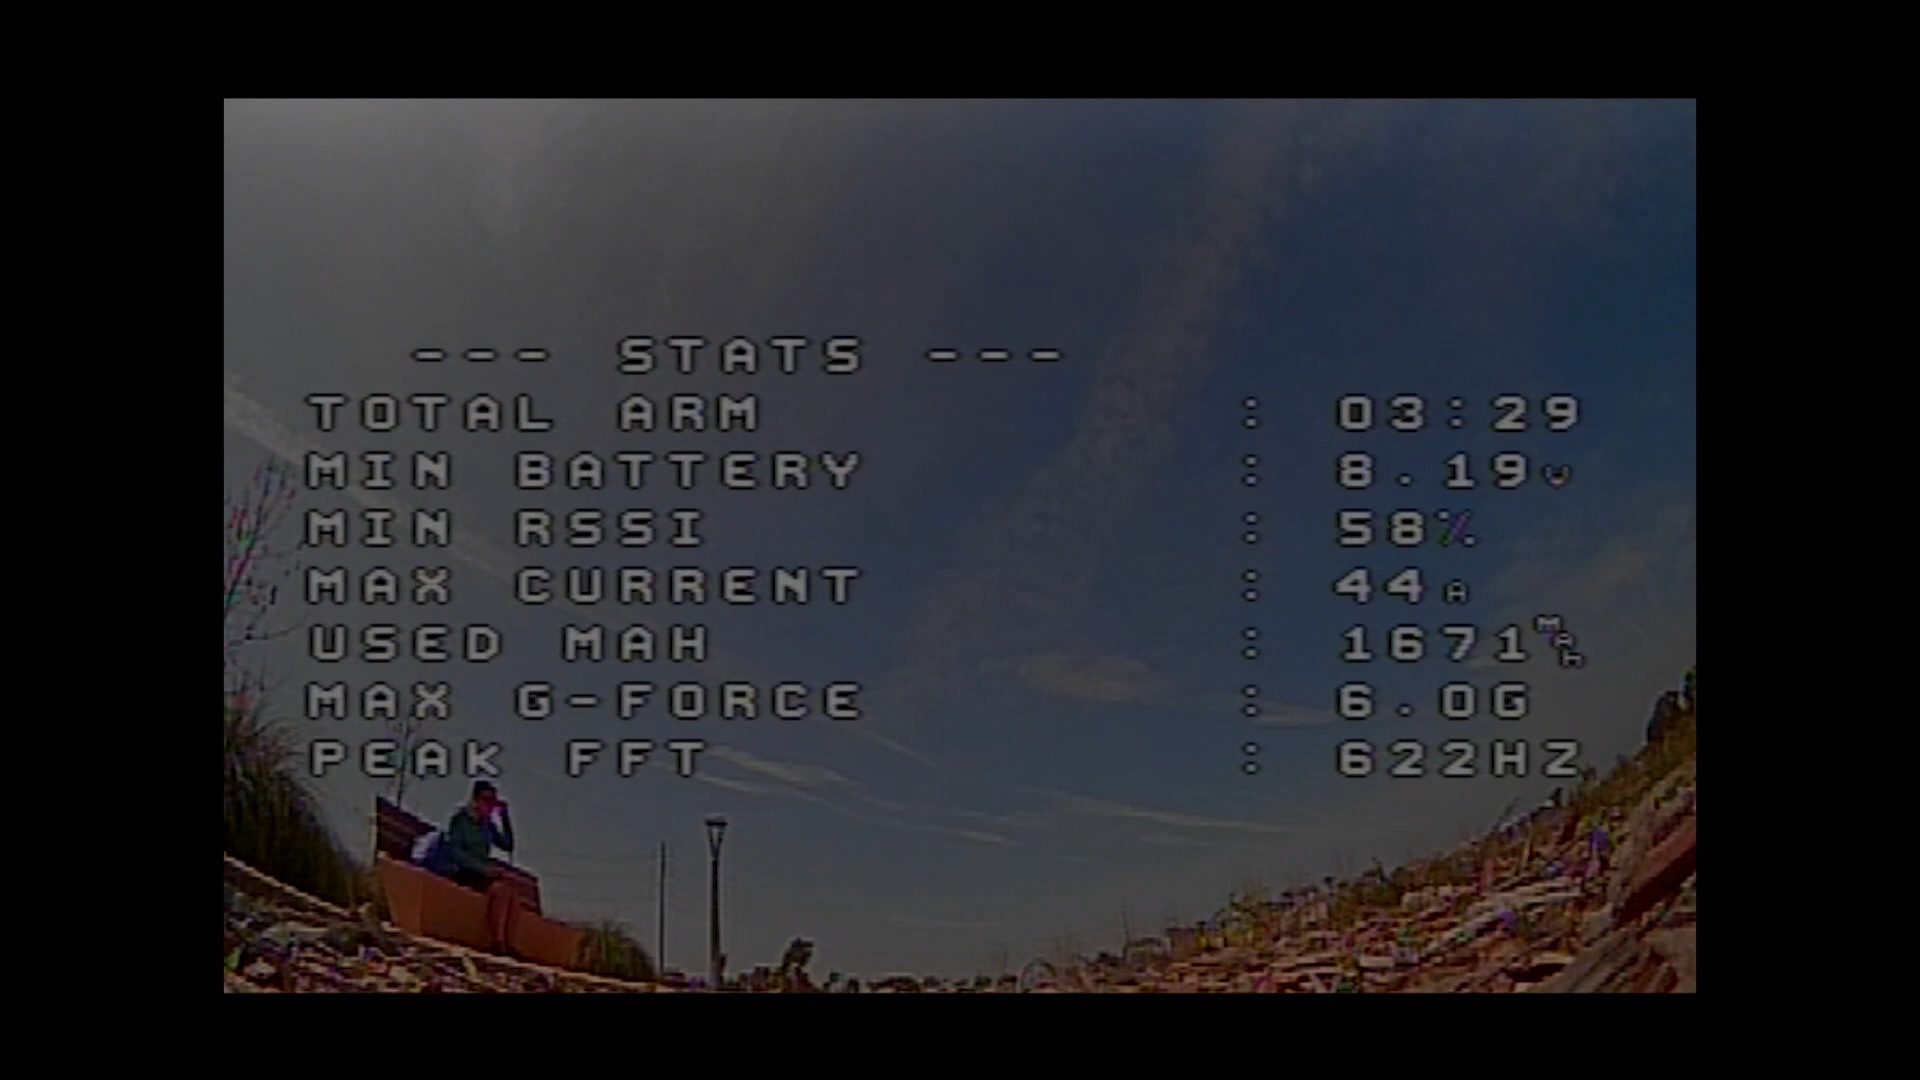 --- STATS ---
TOTAL ARM : 03:29
MIN BATTERY : 8.19V
MIN RSSI : 58%
MAX CURRENT : 44A
USED MAH : 1671MAH
MAX G-FORCE : 6.0G
PEAK FFT : 622HZ